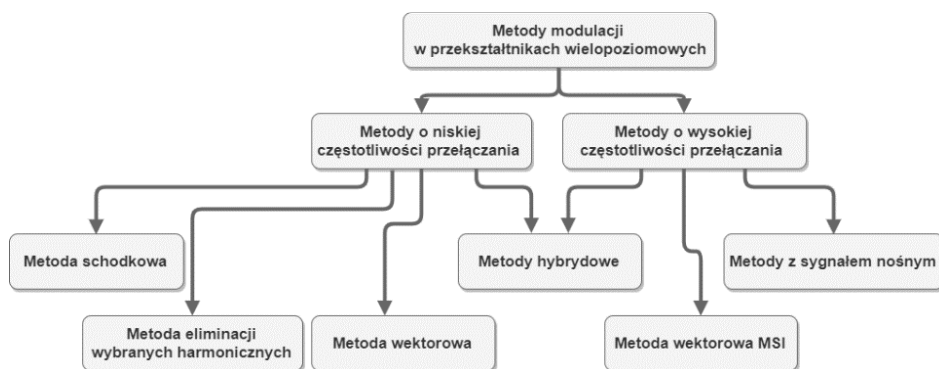 Metody modulacji
w przekształtnikach wielopoziomowych
Metody o niskiej
częstotliwości przełączania
Metody o wysokiej
częstotliwości przełączania
Metoda schodkowa
Metody hybrydowe
Metody z sygnałem nośnym
Metoda eliminacji
wybranych harmonicznych
Metoda wektorowa
Metoda wektorowa MSI